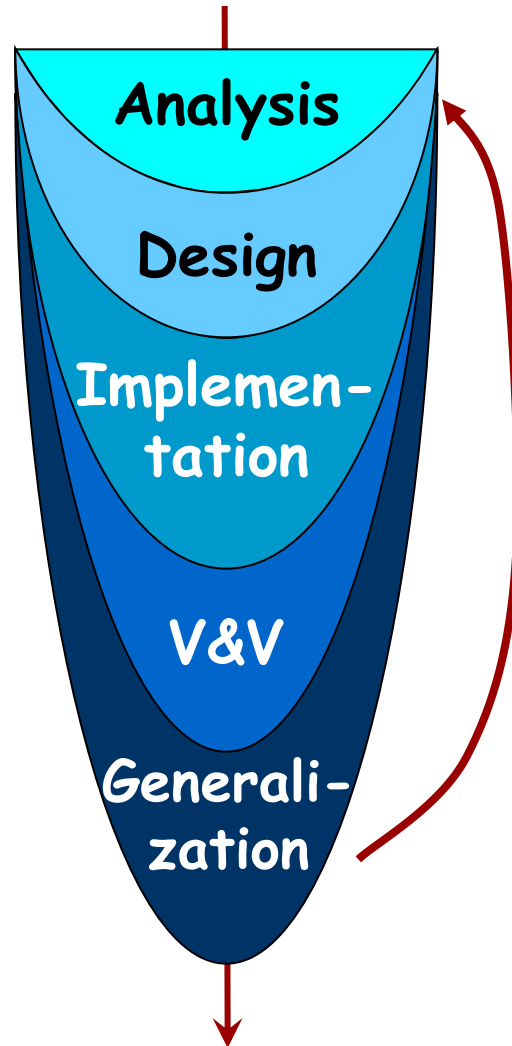 Analysis
Design
Implemen-
tation
V&V
Generali-
zation